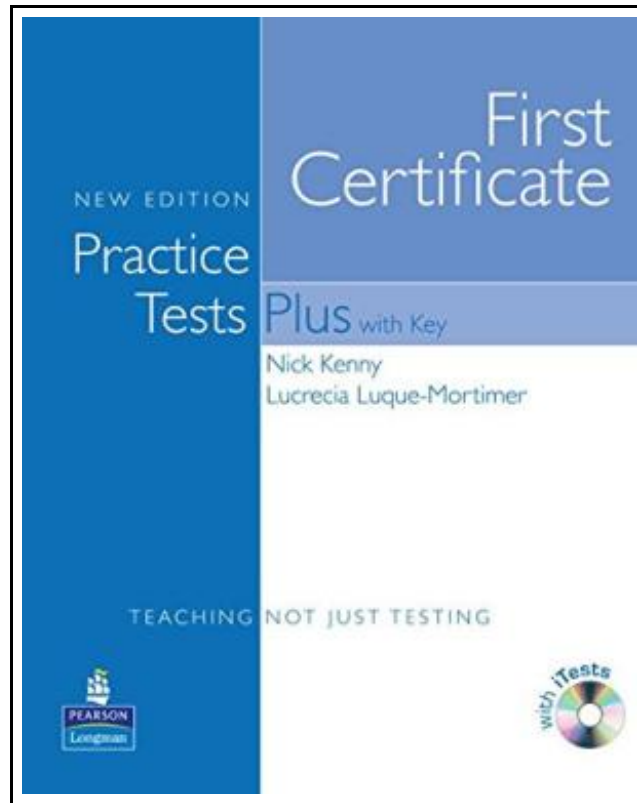 First
Certificate
NEW EDITION
Practice
Tests
Plus with Key
Nick Kenny
Lucrecia Luque-Mortimer
TEACHING NOT JUST TESTING
with iTests
PEARSON
Longman